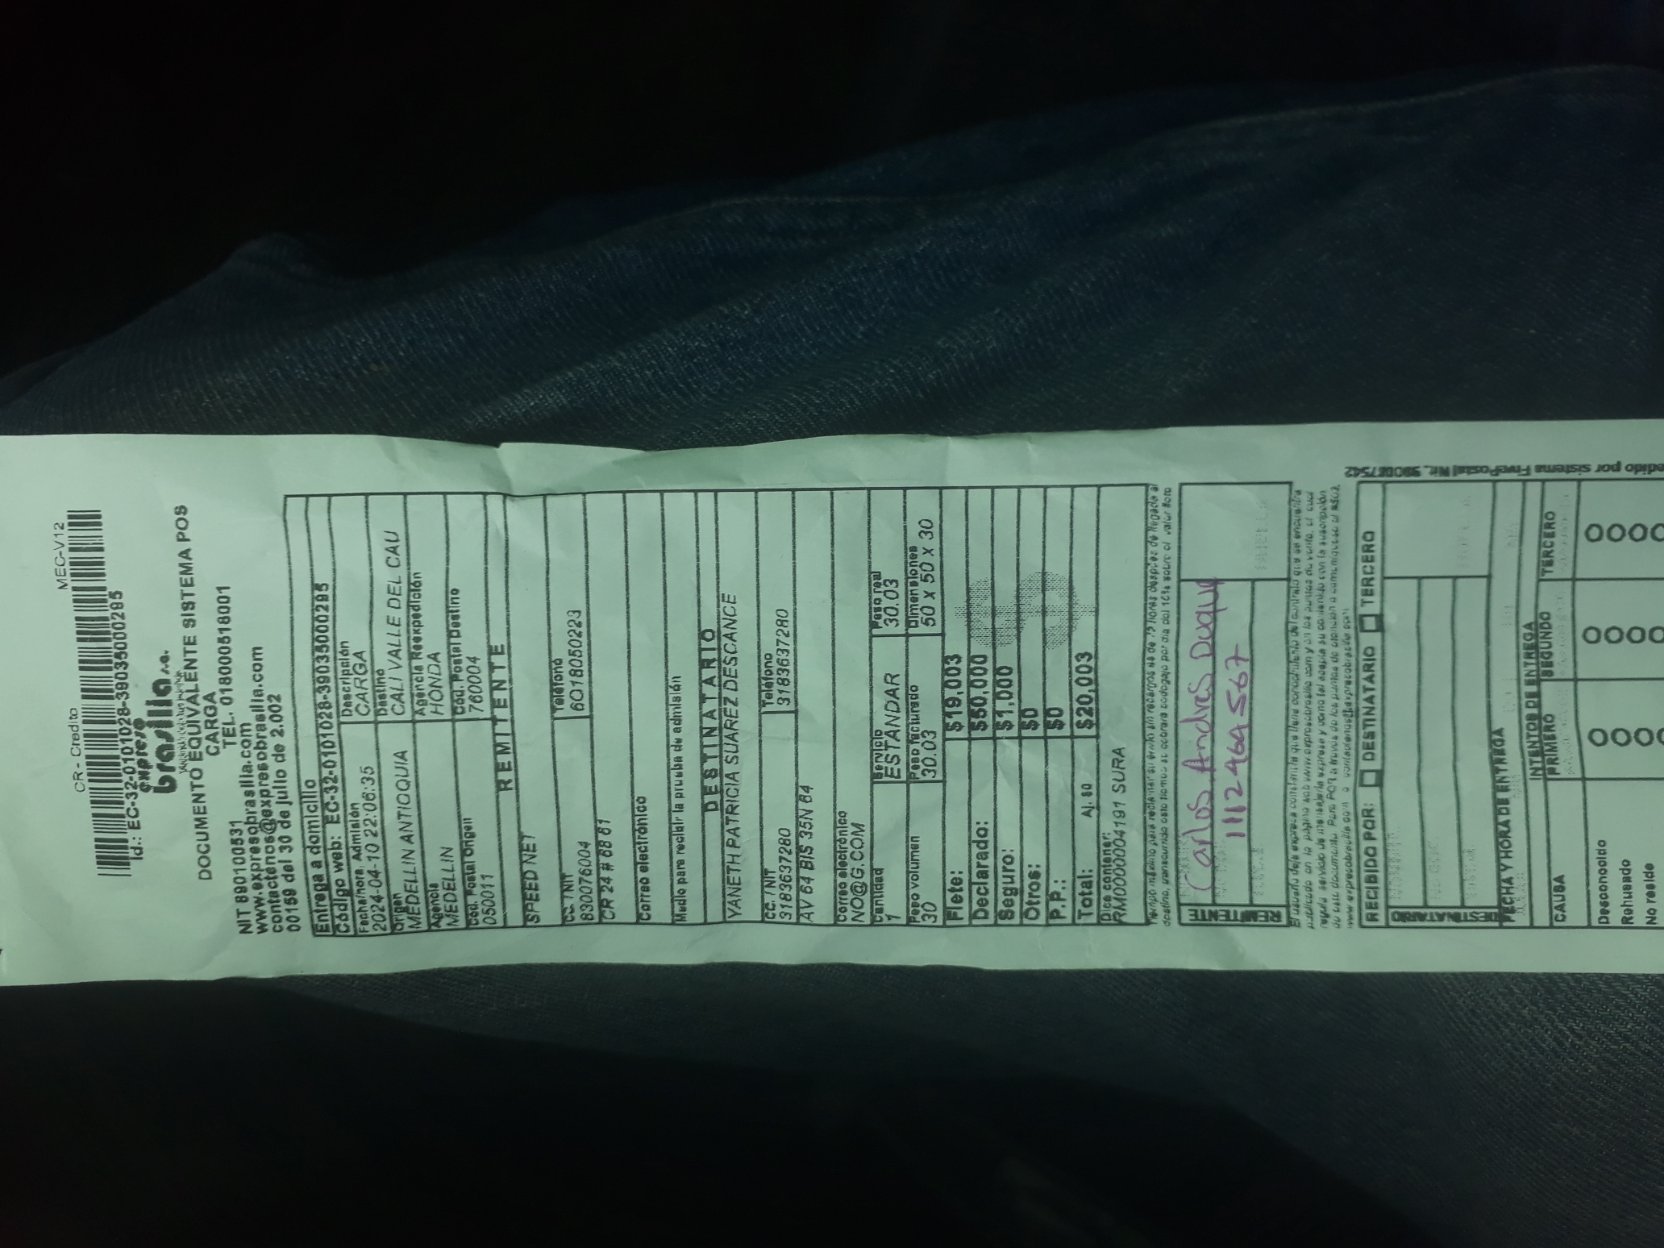 CR - Credito MEC-V12
Id.: EC-32-0101028-3903500029​5
expreso
brasilia s.a.
DOCUMENTO EQUIVALENTE SISTEMA POS
CARGA
TEL. 018000518001
NIT 890100531
www.expresobrasilia.com
contactenos@expresobrasilia.com
00159 del 30 de julio de 2.002
Entrega a domicilio
Código web: EC-32-0101028-39035000295
Fecha/hora Admisión Descripción
2024-04-10 22:06:35 CARGA
Origen Destino
MEDELLIN ANTIOQUIA CALI VALLE DEL CAU
Agencia Agencia Reexpedición
MEDELLIN HONDA
Cod. Postal Origen Cod. Postal Destino
050011 760004
REMITENTE
SPEED NET
CC. NIT Teléfono
830076004 6018050223
CR 24 # 68 61
Correo electrónico
Medio para recibir la prueba de admisión
DESTINATARIO
YANETH PATRICIA SUAREZ DESCANCE
CC. NIT Teléfono
3183637280 3183637280
AV 64 BIS 35N 64
Correo electrónico
NO@G.COM
Cantidad Servicio Peso real
1 ESTANDAR 30.03
Peso volumen Peso facturado Dimensiones
30 30.03 50 X 50 X 30
Flete: $19,003
Declarado: $50,000
Seguro: $1,000
Otros: $0
P.P.: $0
Total: Aj. $0 $20,003
Dice contener:
RM0000004191 SURA
REMITENTE
Carlos Andres Duque
1112469567
RECIBIDO POR: DESTINATARIO TERCERO
DESTINATARIO
FECHA Y HORA DE ENTREGA
INTENTOS DE ENTREGA
CAUSA PRIMERO SEGUNDO TERCERO
Desconocito
Rehusado
No reside